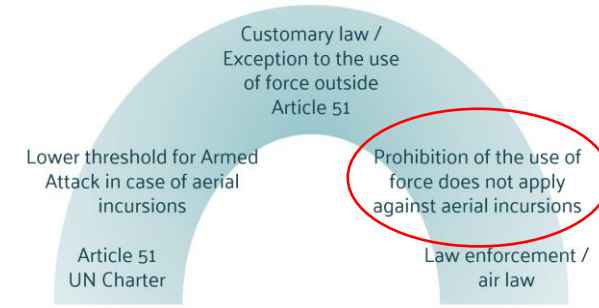 Customary law /
Exception to the use
of force outside
Article 51
Lower threshold for Armed
Attack in case of aerial
incursions
Prohibition of the use of
force does not apply
against aerial incursions
Article 51
UN Charter
Law enforcement /
air law